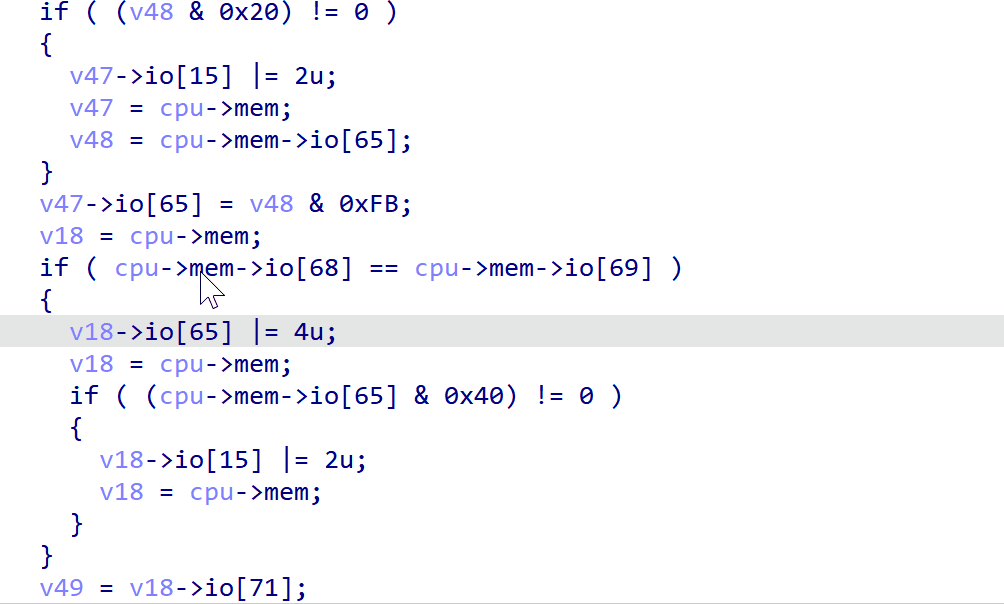 if ( (v48 & 0x20) != 0 )
{
v47->io[15] |= 2u;
v47 = cpu->mem;
v48 = cpu->mem->io[65];
}
v47->io[65] = v48 & 0xFB;
v18 = cpu->mem;
if ( cpu->mem->io[68] == cpu->mem->io[69] )
{
v18->io[65] |= 4u;
v18 = cpu->mem;
if ( (cpu->mem->io[65] & 0x40) != 0 )
{
v18->io[15] |= 2u;
v18 = cpu->mem;
}
}
v49 = v18->io[71];